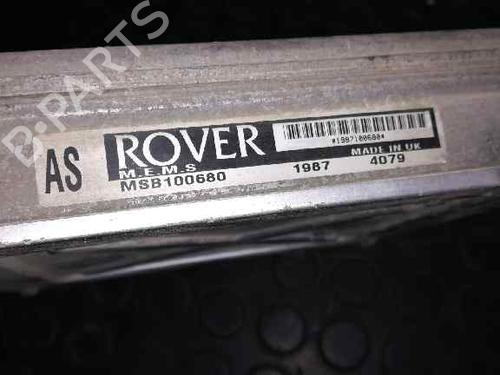 B-PARTS
AS
ROVER
M.E.M.S
MSB100680
1987
4079
MADE IN UK